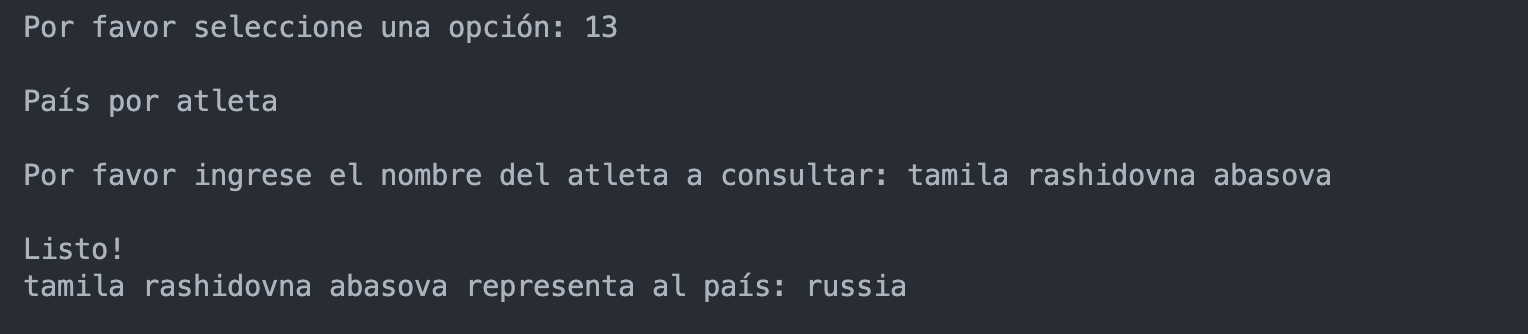 Por favor seleccione una opción: 13
País por atleta
Por favor ingrese el nombre del atleta a consultar: tamila rashidovna abasova
Listo!
tamila rashidovna abasova representa al país: russia